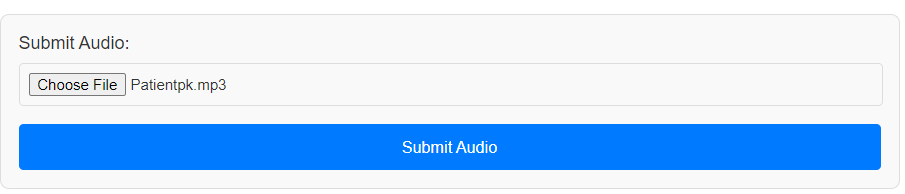 Submit Audio:
Choose File Patientpk.mp3
Submit Audio